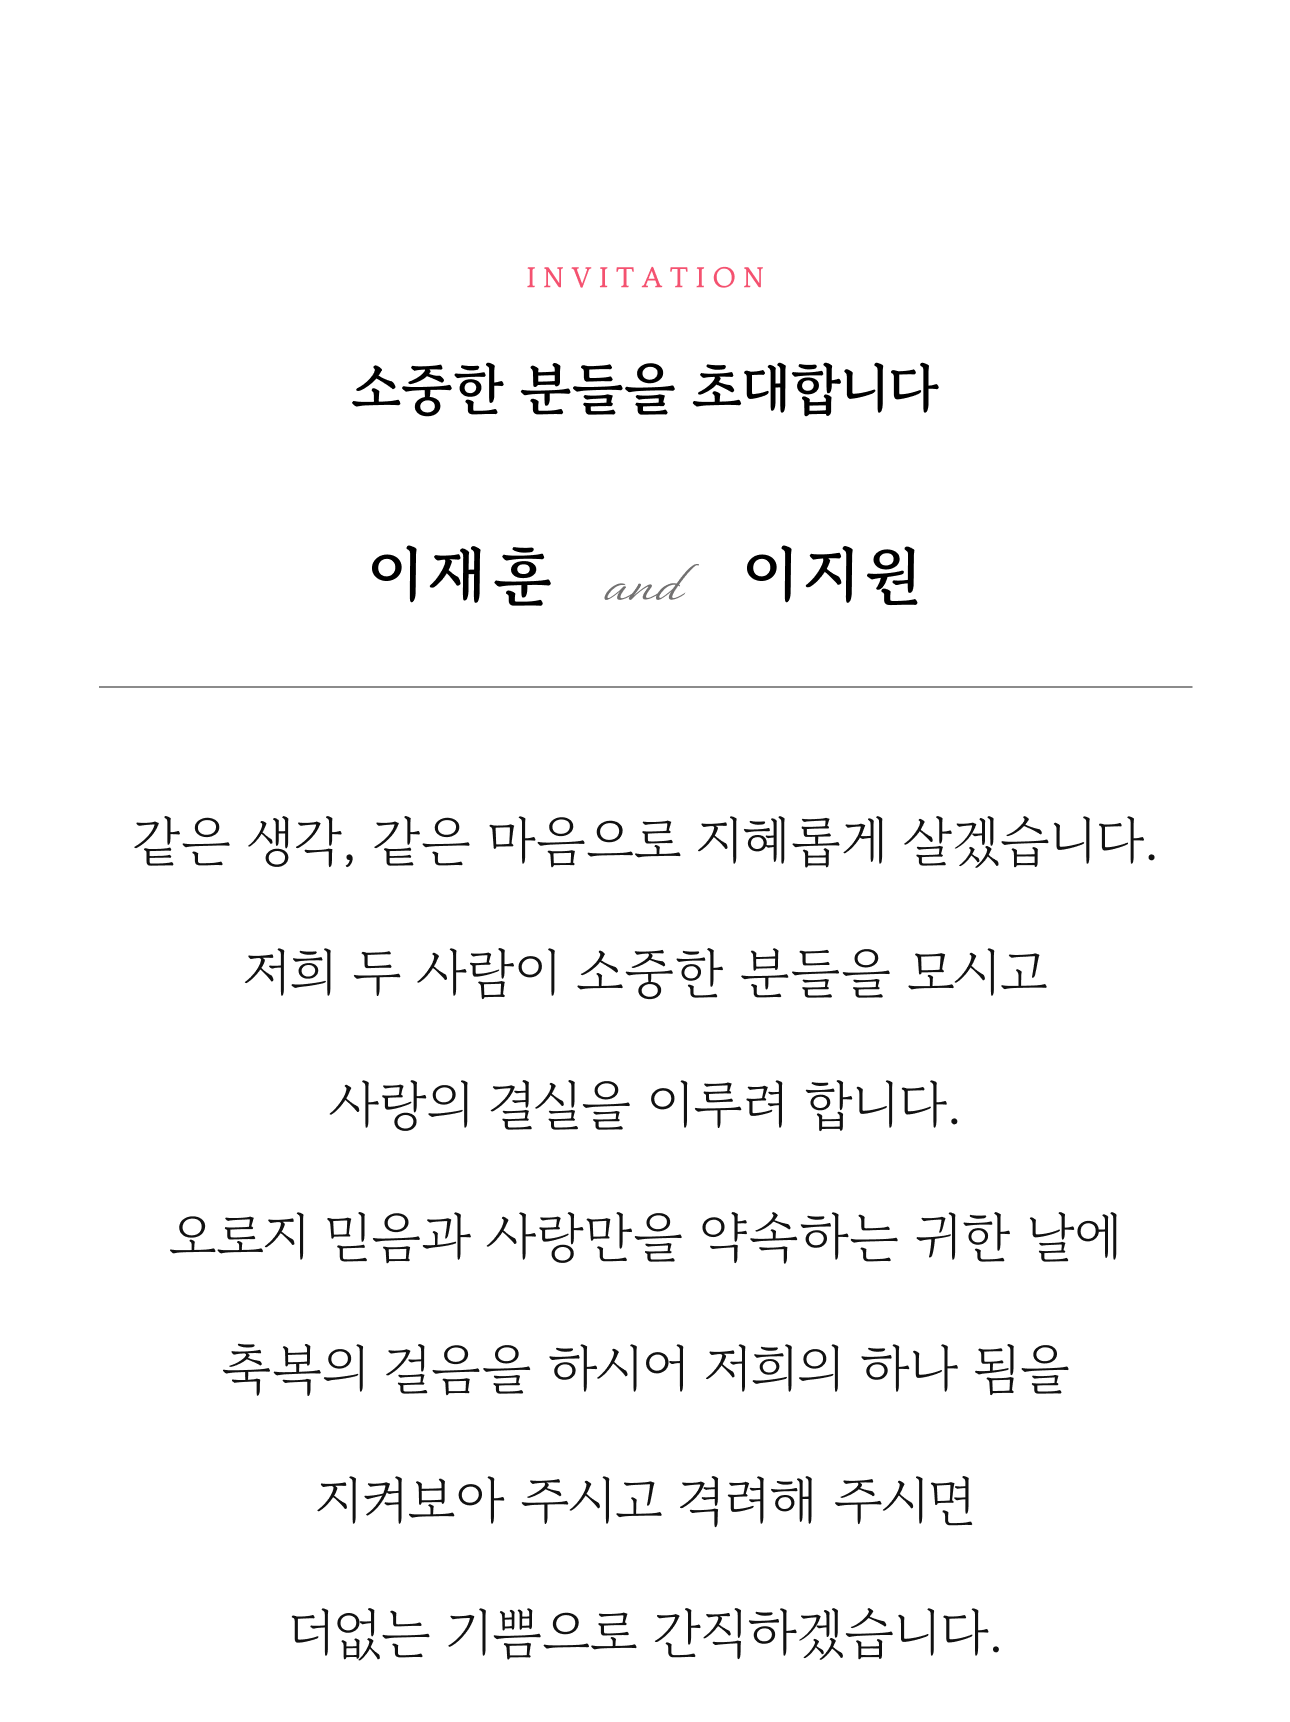 INVITATION
소중한 분들을 초대합니다
이재훈 and 이지원
같은 생각, 같은 마음으로 지혜롭게 살겠습니다.
저희 두 사람이 소중한 분들을 모시고
사랑의 결실을 이루려 합니다.
오로지 믿음과 사랑만을 약속하는 귀한 날에
축복의 걸음을 하시어 저희의 하나 됨을
지켜보아 주시고 격려해 주시면
더없는 기쁨으로 간직하겠습니다.